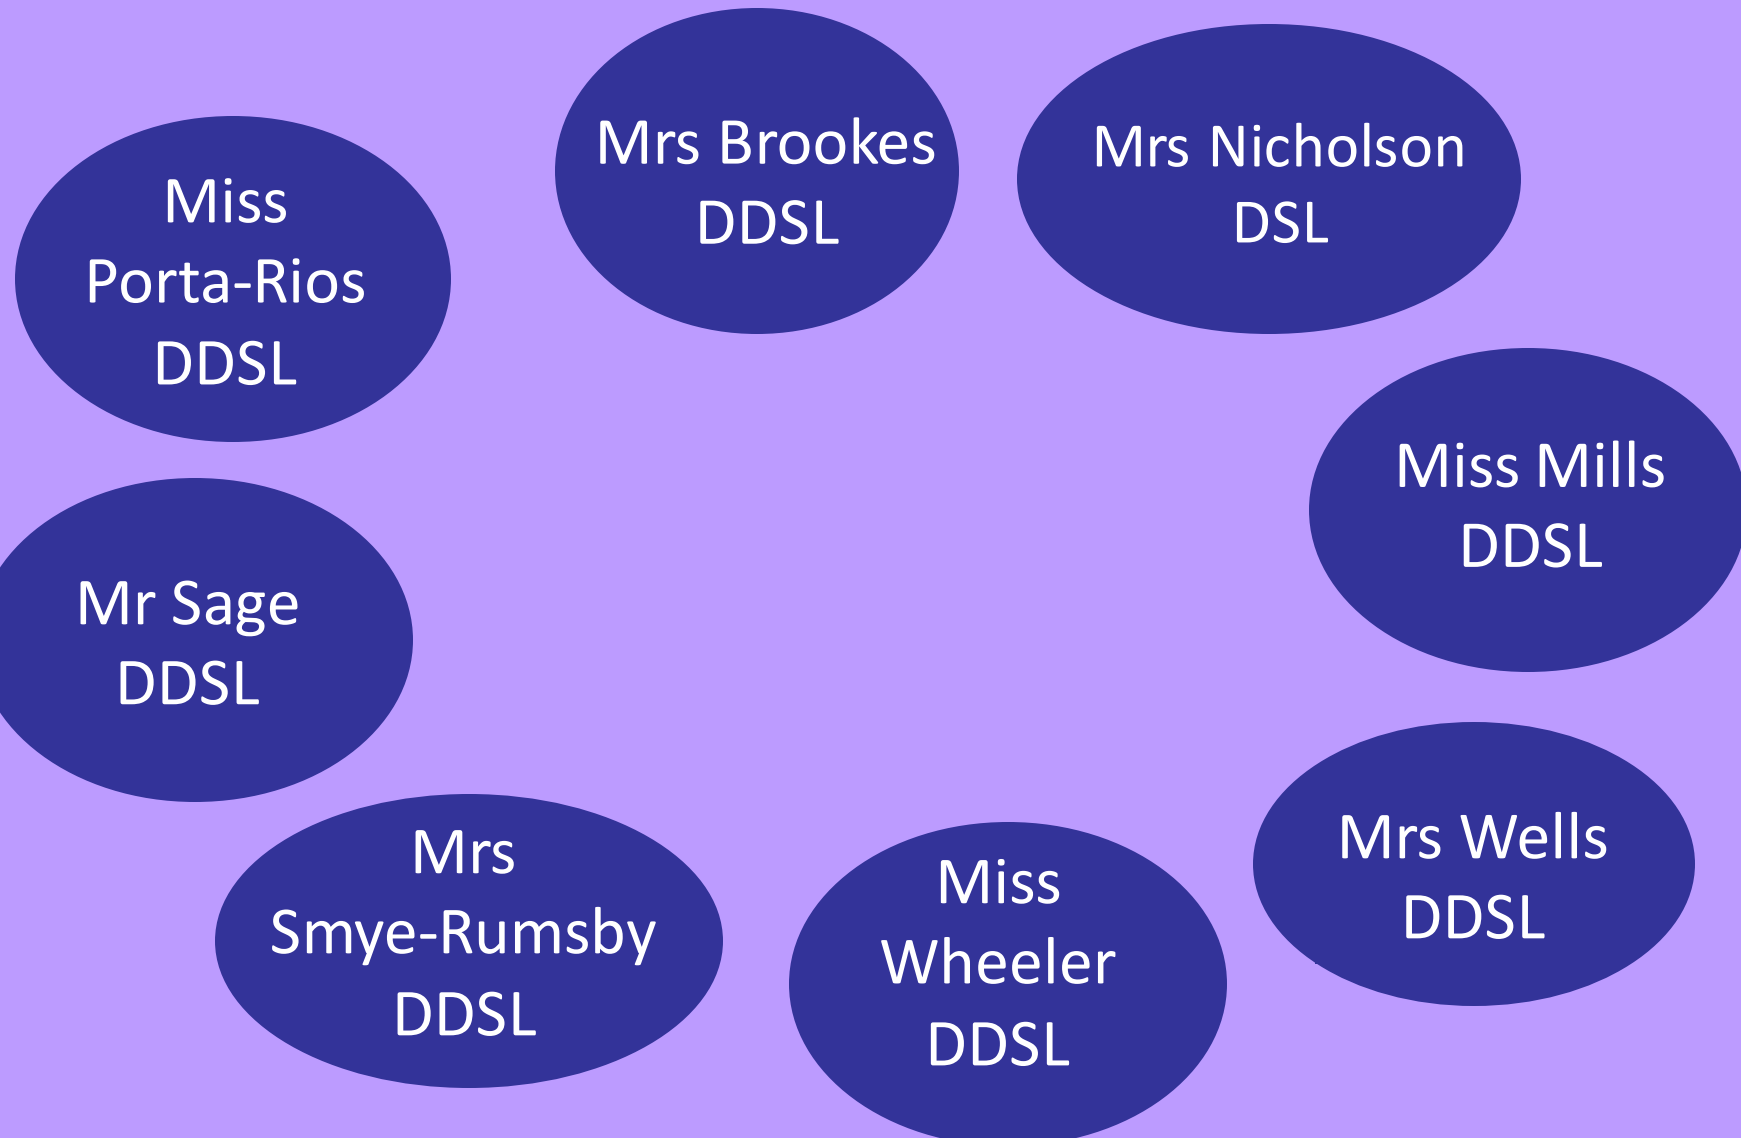 Miss
Porta-Rios
DDSL
Mrs Brookes
DDSL
Mrs Nicholson
DSL
Miss Mills
DDSL
Mr Sage
DDSL
Mrs Wells
DDSL
Mrs
Smye-Rumsby
DDSL
Miss
Wheeler
DDSL